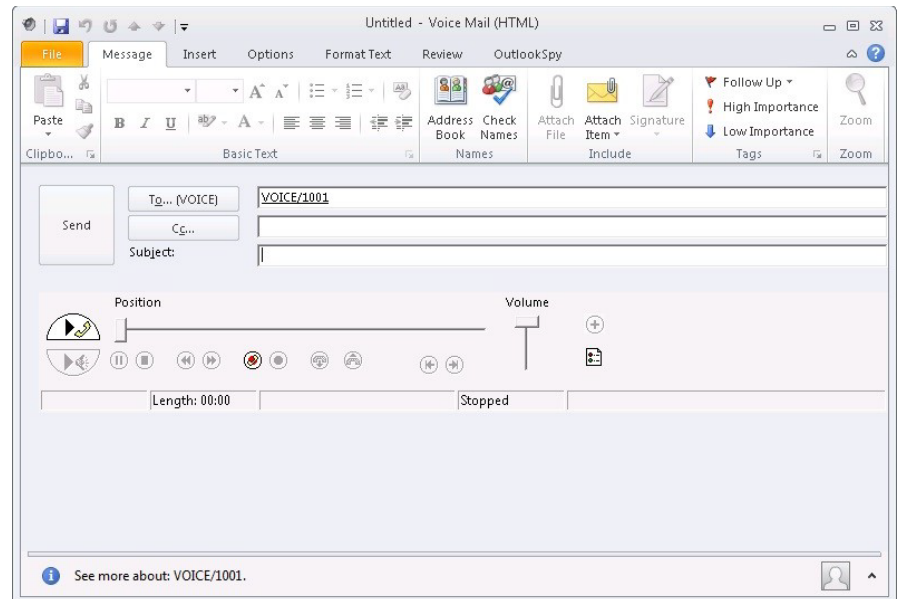 Untitled - Voice Mail (HTML)
File Message Insert Options Format Text Review OutlookSpy
Paste
Clipbo...
B I U ab A A A
Basic Text
Address Book
Check Names
Names
Attach File
Attach Item
Signature
Include
Follow Up
High Importance
Low Importance
Tags
Zoom
Zoom
Send
To... (VOICE) VOICE/1001
Cc...
Subject:
Position Volume
Length: 00:00 Stopped
See more about: VOICE/1001.